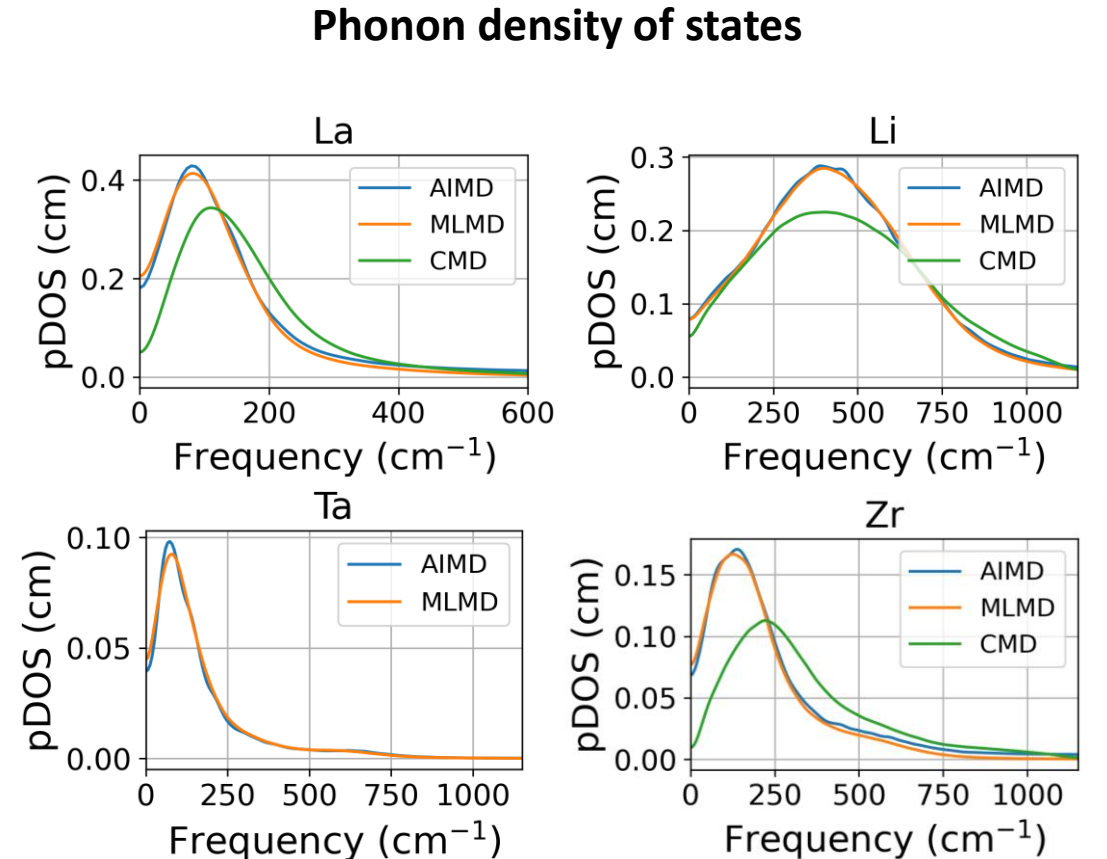 Phonon density of states
La
pDOS (cm)
0.4
0.2
0.0
AIMD
MLMD
CMD
0 200 400 600
Frequency (cm⁻¹)
Li
pDOS (cm)
0.3
0.2
0.1
0.0
AIMD
MLMD
CMD
0 250 500 750 1000
Frequency (cm⁻¹)
Ta
pDOS (cm)
0.10
0.05
0.00
AIMD
MLMD
0 250 500 750 1000
Frequency (cm⁻¹)
Zr
pDOS (cm)
0.15
0.10
0.05
0.00
AIMD
MLMD
CMD
0 250 500 750 1000
Frequency (cm⁻¹)